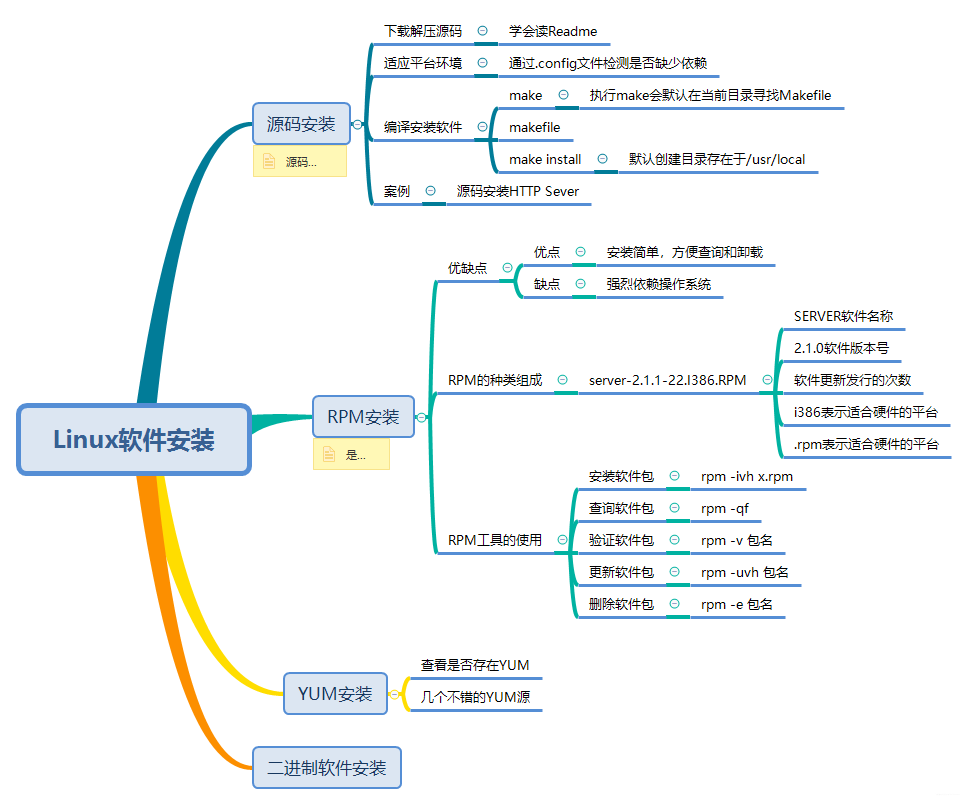 Linux软件安装
源码安装
源码...
下载解压源码
学会读Readme
适应平台环境
通过.config文件检测是否缺少依赖
编译安装软件
make
执行make会默认在当前目录寻找Makefile
makefile
make install
默认创建目录存在于/usr/local
案例
源码安装HTTP Sever
RPM安装
是...
优缺点
优点
安装简单，方便查询和卸载
缺点
强烈依赖操作系统
RPM的种类组成
server-2.1.1-22.I386.RPM
SERVER软件名称
2.1.0软件版本号
软件更新发行的次数
i386表示适合硬件的平台
.rpm表示适合硬件的平台
RPM工具的使用
安装软件包
rpm -ivh x.rpm
查询软件包
rpm -qf
验证软件包
rpm -v 包名
更新软件包
rpm -uvh 包名
删除软件包
rpm -e 包名
YUM安装
查看是否存在YUM
几个不错的YUM源
二进制软件安装